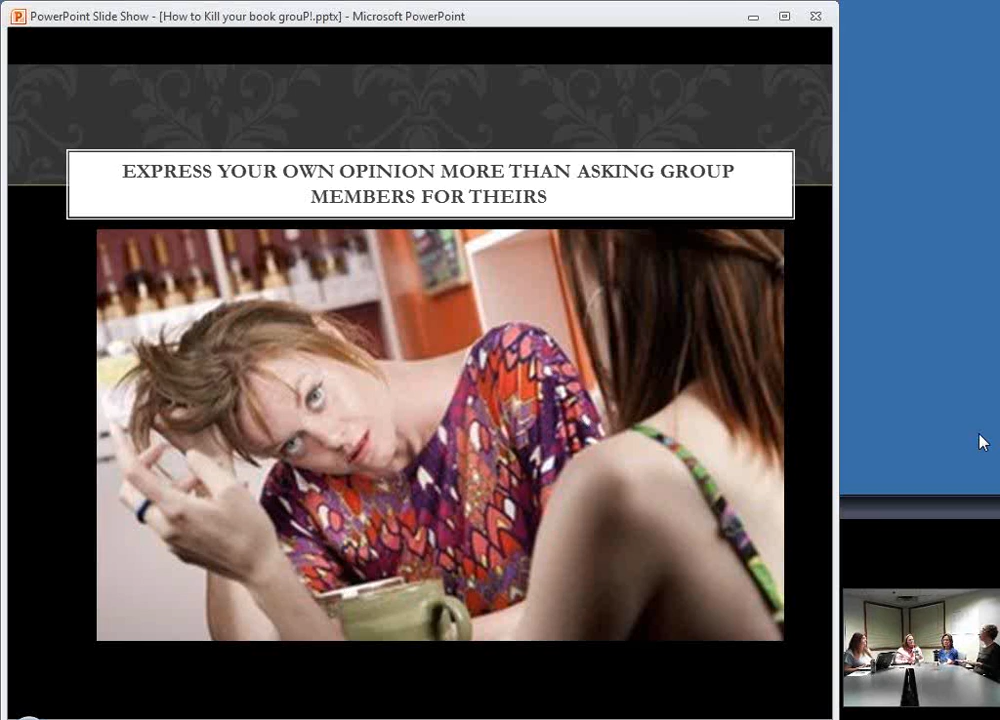 PowerPoint Slide Show - [How to Kill your book grouP!.pptx] - Microsoft PowerPoint
EXPRESS YOUR OWN OPINION MORE THAN ASKING GROUP
MEMBERS FOR THEIRS